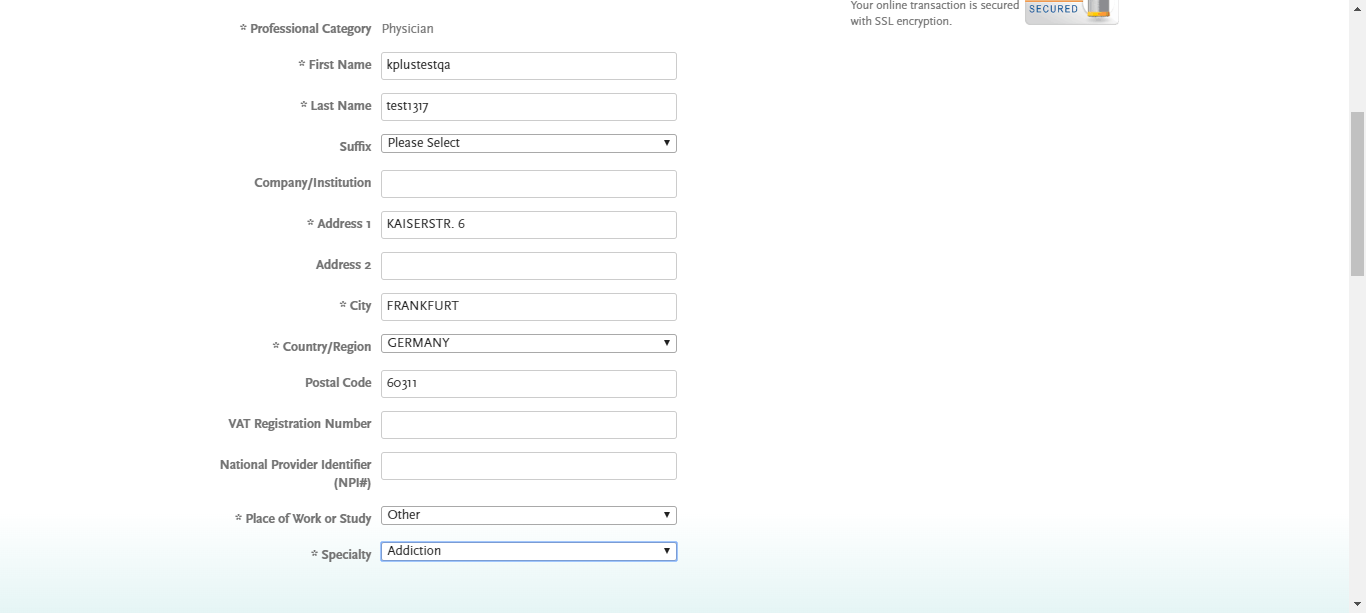 Your online transaction is secured
with SSL encryption.
SECURED
* Professional Category Physician
* First Name kplustestqa
* Last Name test1317
Suffix Please Select
Company/Institution
* Address 1 KAISERSTR. 6
Address 2
* City FRANKFURT
* Country/Region GERMANY
Postal Code 60311
VAT Registration Number
National Provider Identifier
(NPI#)
* Place of Work or Study Other
* Specialty Addiction